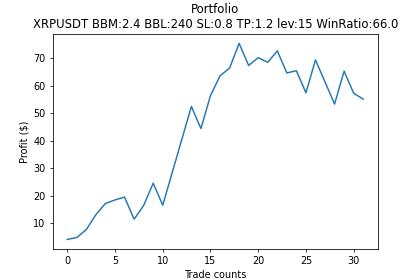 Portfolio
XRPUSDT BBM:2.4 BBL:240 SL:0.8 TP:1.2 lev:15 WinRatio:66.0
Profit ($)
70
60
50
40
30
20
10
0 5 10 15 20 25 30
Trade counts